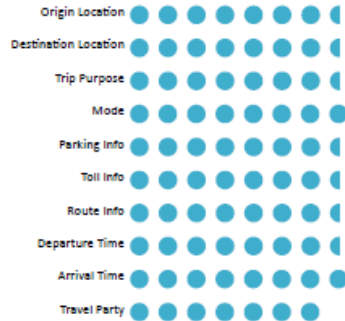 Origin Location
Destination Location
Trip Purpose
Mode
Parking Info
Toll Info
Route Info
Departure Time
Arrival Time
Travel Party